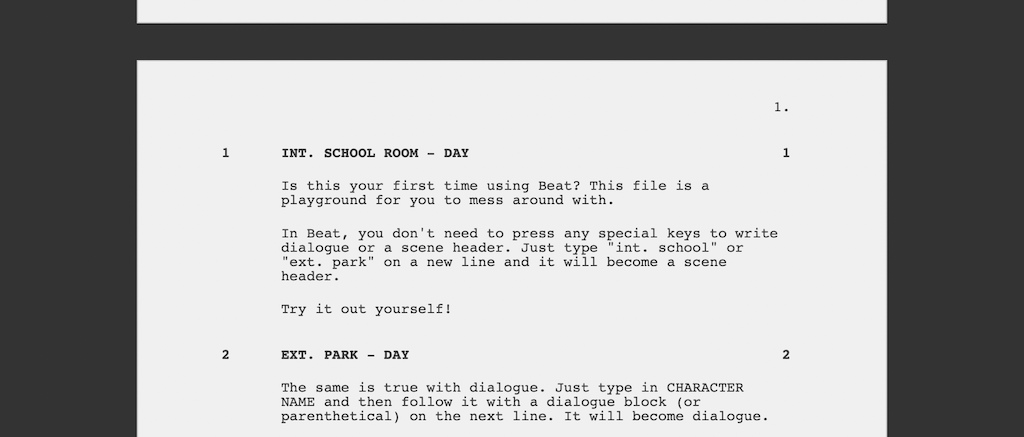 1.
1 INT. SCHOOL ROOM - DAY 1
Is this your first time using Beat? This file is a
playground for you to mess around with.
In Beat, you don't need to press any special keys to write
dialogue or a scene header. Just type "int. school" or
"ext. park" on a new line and it will become a scene
header.
Try it out yourself!
2 EXT. PARK - DAY 2
The same is true with dialogue. Just type in CHARACTER
NAME and then follow it with a dialogue block (or
parenthetical) on the next line. It will become dialogue.